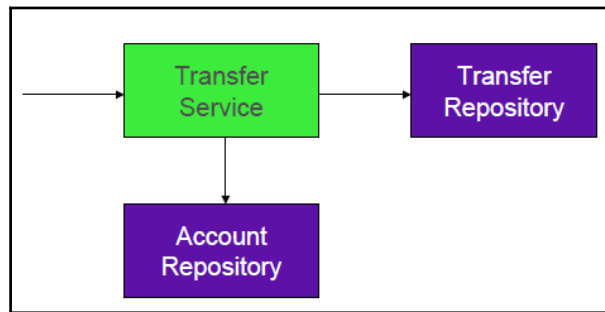 Transfer
Service
Transfer
Repository
Account
Repository